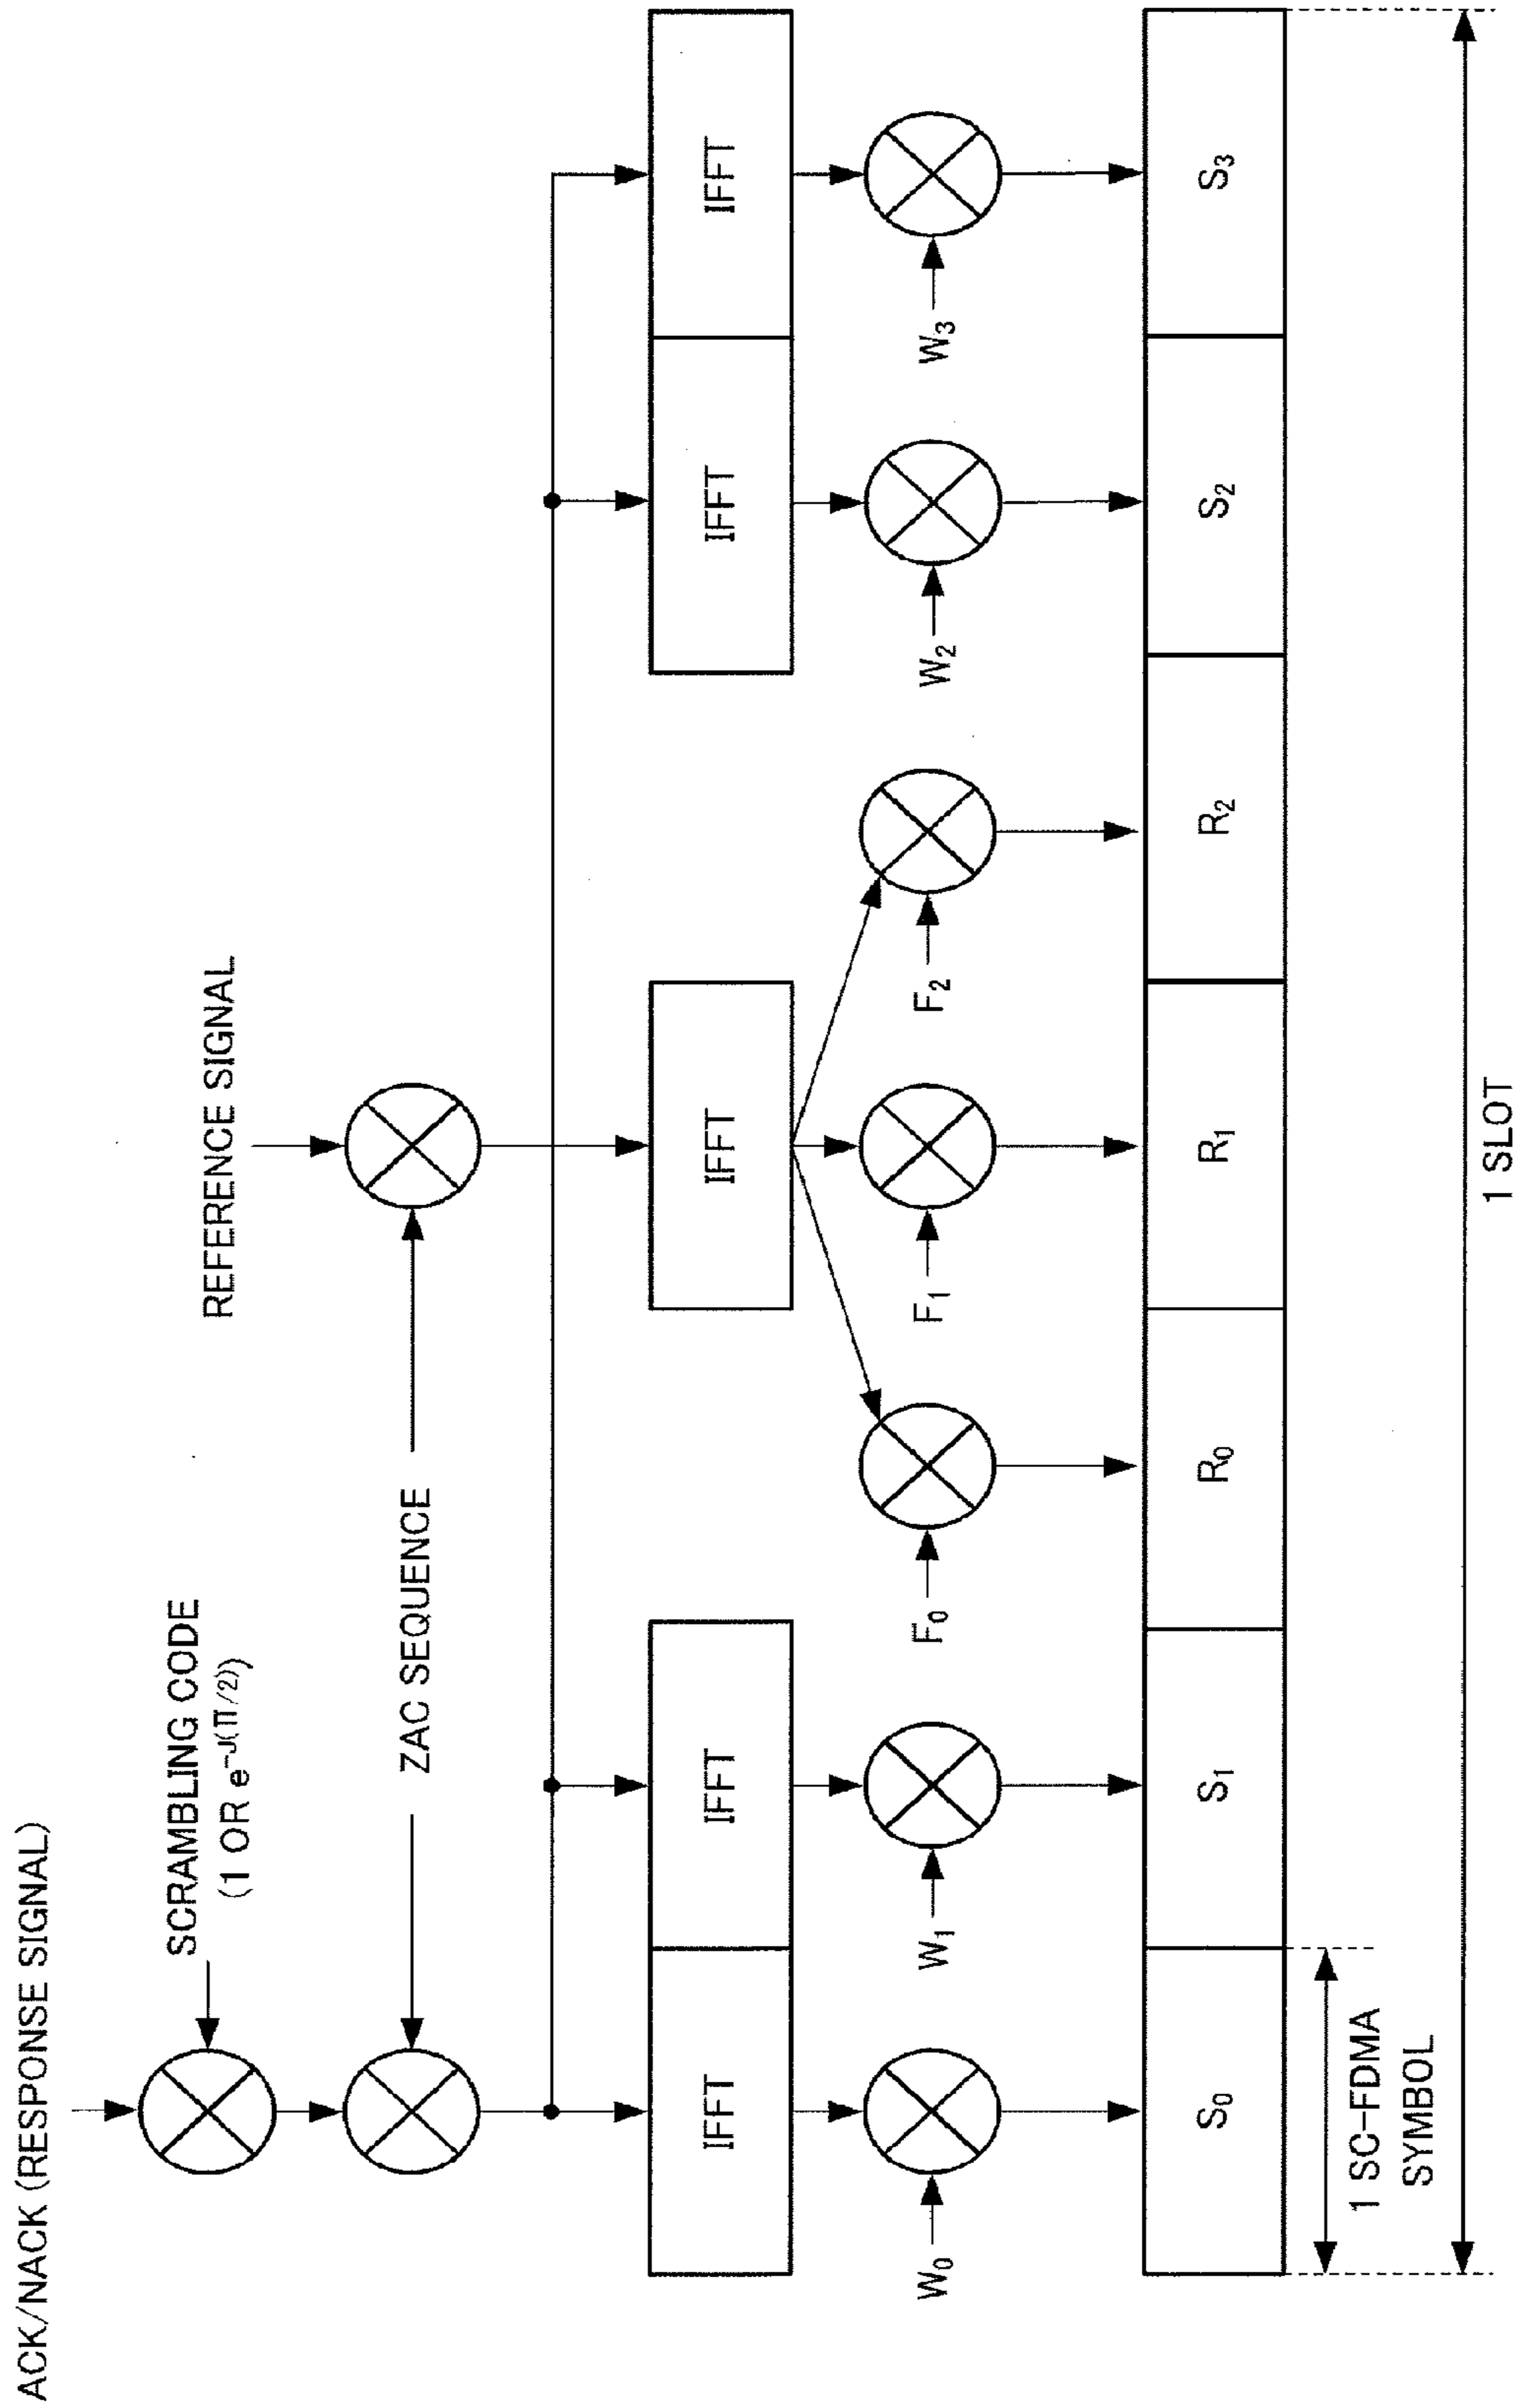 ACK/NACK (RESPONSE SIGNAL)
SCRAMBLING CODE
(1 OR e-J(π/2))
REFERENCE SIGNAL
ZAC SEQUENCE
IFFT
IFFT
IFFT
IFFT
IFFT
W0
W1
F0
F1
F2
W2
W3
S0
S1
R0
R1
R2
S2
S3
1 SC-FDMA
SYMBOL
1 SLOT